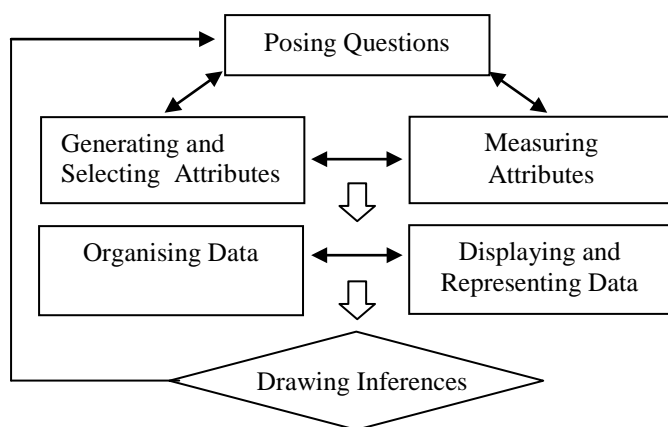 Posing Questions
Generating and
Selecting Attributes
Measuring
Attributes
Organising Data
Displaying and
Representing Data
Drawing Inferences